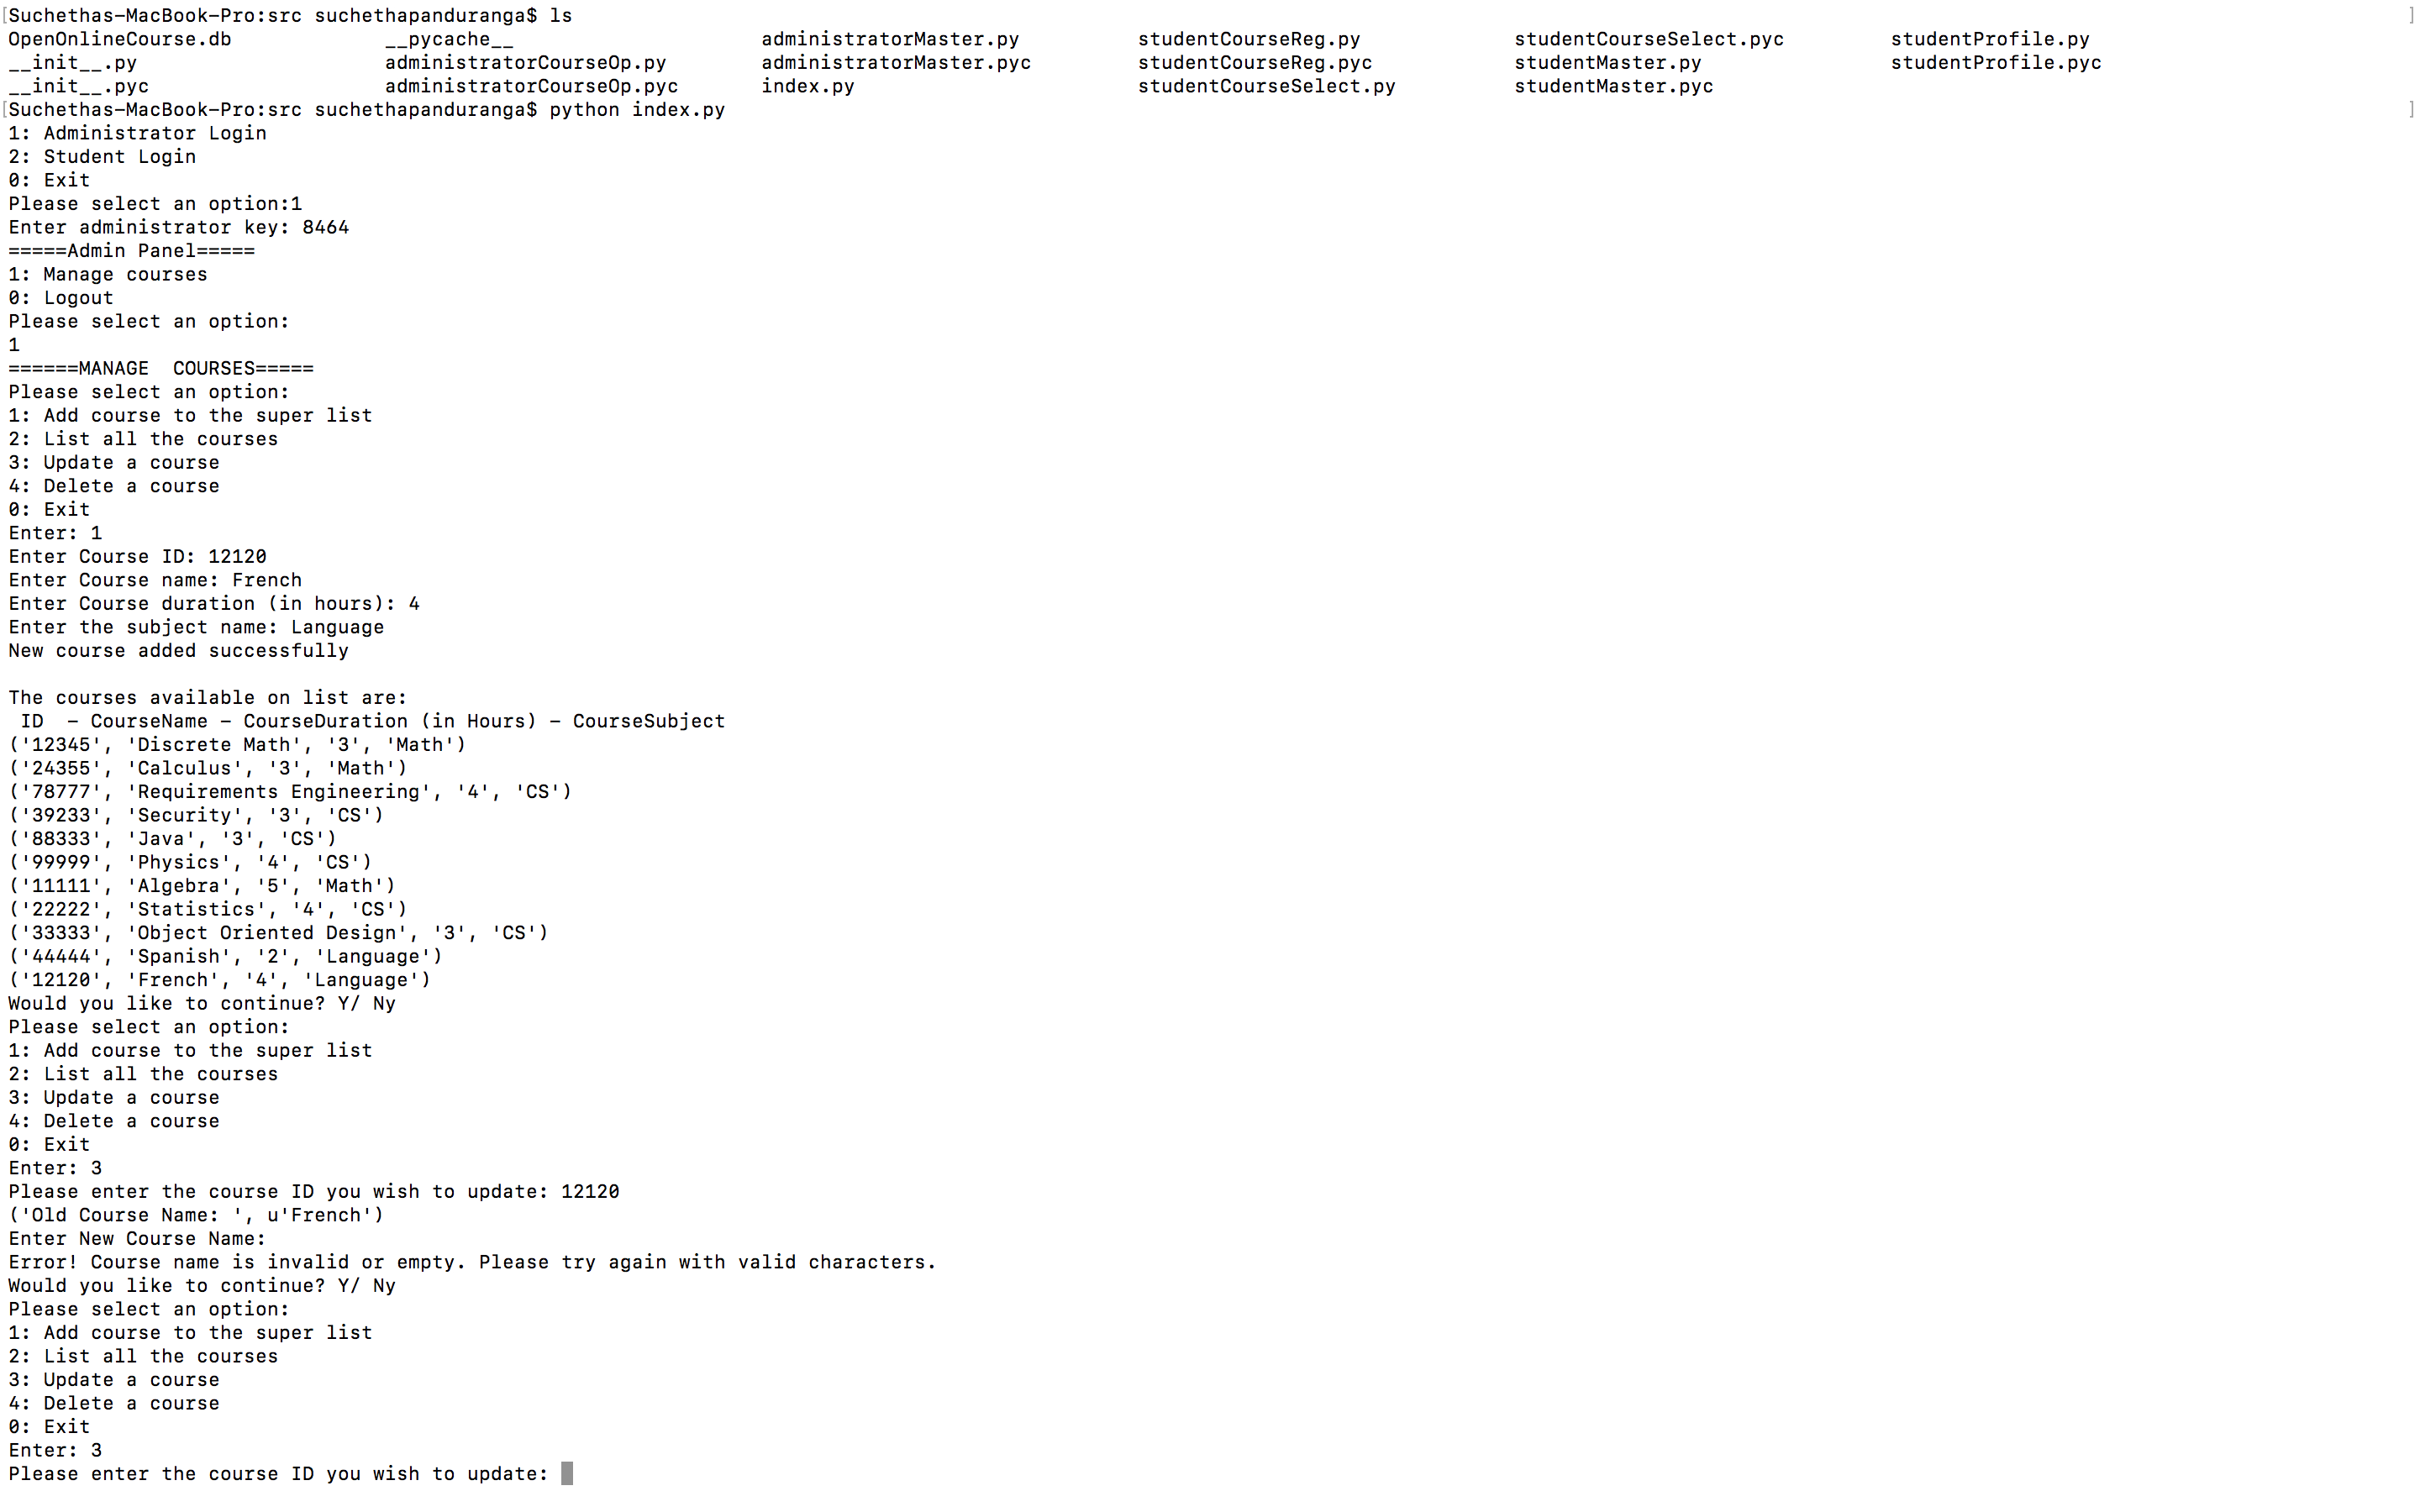 [Suchethas-MacBook-Pro:src suchethapanduranga$ ls ]
OpenOnlineCourse.db __pycache__ administratorMaster.py studentCourseReg.py studentCourseSelect.pyc studentProfile.py
__init__.py administratorCourseOp.py administratorMaster.pyc studentCourseReg.pyc studentMaster.py studentProfile.pyc
__init__.pyc administratorCourseOp.pyc index.py studentCourseSelect.py studentMaster.pyc
[Suchethas-MacBook-Pro:src suchethapanduranga$ python index.py ]
1: Administrator Login
2: Student Login
0: Exit
Please select an option:1
Enter administrator key: 8464
=====Admin Panel=====
1: Manage courses
0: Logout
Please select an option:
1
======MANAGE  COURSES=====
Please select an option:
1: Add course to the super list
2: List all the courses
3: Update a course
4: Delete a course
0: Exit
Enter: 1
Enter Course ID: 12120
Enter Course name: French
Enter Course duration (in hours): 4
Enter the subject name: Language
New course added successfully

The courses available on list are:
 ID  - CourseName - CourseDuration (in Hours) - CourseSubject
('12345', 'Discrete Math', '3', 'Math')
('24355', 'Calculus', '3', 'Math')
('78777', 'Requirements Engineering', '4', 'CS')
('39233', 'Security', '3', 'CS')
('88333', 'Java', '3', 'CS')
('99999', 'Physics', '4', 'CS')
('11111', 'Algebra', '5', 'Math')
('22222', 'Statistics', '4', 'CS')
('33333', 'Object Oriented Design', '3', 'CS')
('44444', 'Spanish', '2', 'Language')
('12120', 'French', '4', 'Language')
Would you like to continue? Y/ Ny
Please select an option:
1: Add course to the super list
2: List all the courses
3: Update a course
4: Delete a course
0: Exit
Enter: 3
Please enter the course ID you wish to update: 12120
('Old Course Name: ', u'French')
Enter New Course Name:
Error! Course name is invalid or empty. Please try again with valid characters.
Would you like to continue? Y/ Ny
Please select an option:
1: Add course to the super list
2: List all the courses
3: Update a course
4: Delete a course
0: Exit
Enter: 3
Please enter the course ID you wish to update: